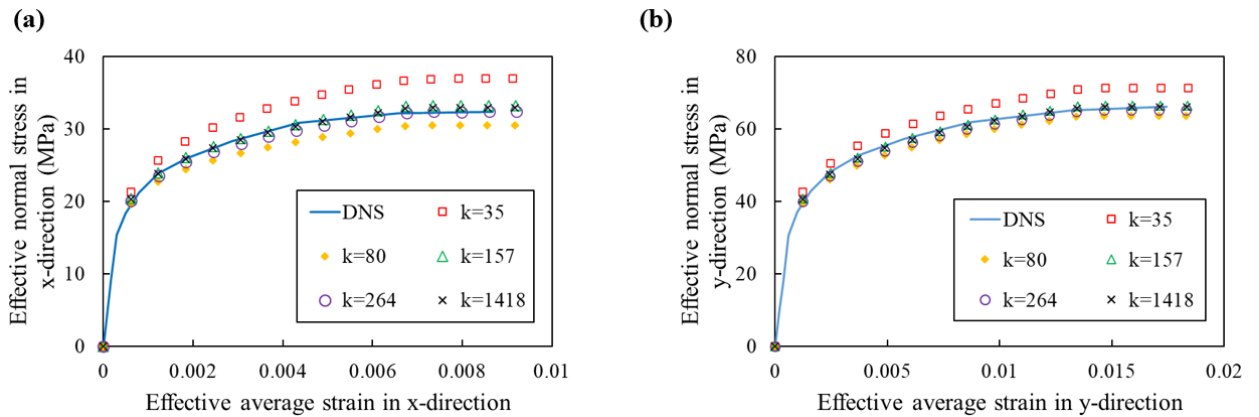 (a)
Effective normal stress in
x-direction (MPa)
40
30
20
10
0
0
0.002
0.004
0.006
0.008
0.01
Effective average strain in x-direction
DNS
k=35
k=80
k=157
k=264
k=1418
(b)
Effective normal stress in
y-direction (MPa)
80
60
40
20
0
0
0.005
0.01
0.015
0.02
Effective average strain in y-direction
DNS
k=35
k=80
k=157
k=264
k=1418